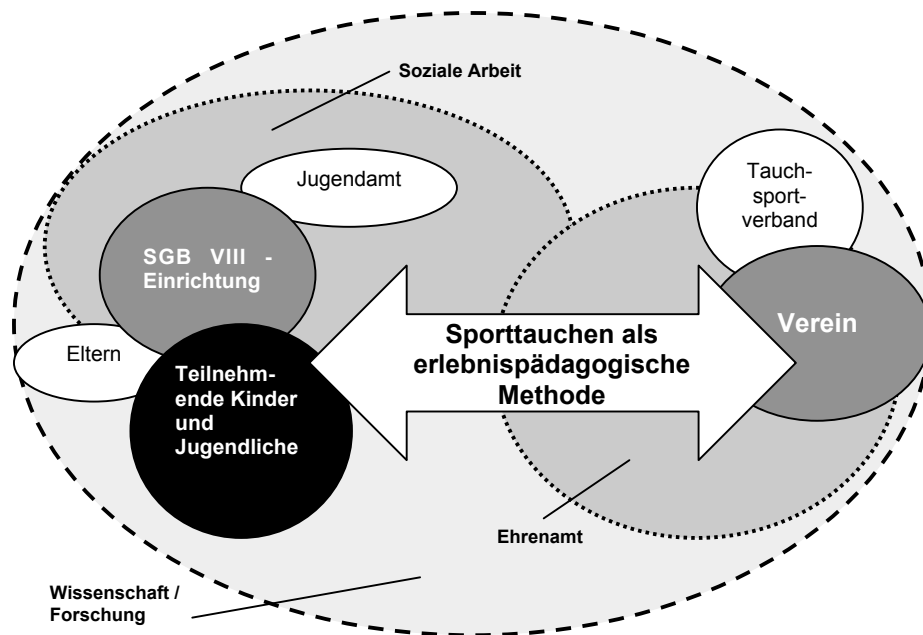 Soziale Arbeit
Jugendamt
Tauch-
sport-
verband
SGB VIII -
Einrichtung
Verein
Sporttauchen als
erlebnispädagogische
Methode
Eltern
Teilnehm-
ende Kinder
und
Jugendliche
Ehrenamt
Wissenschaft /
Forschung